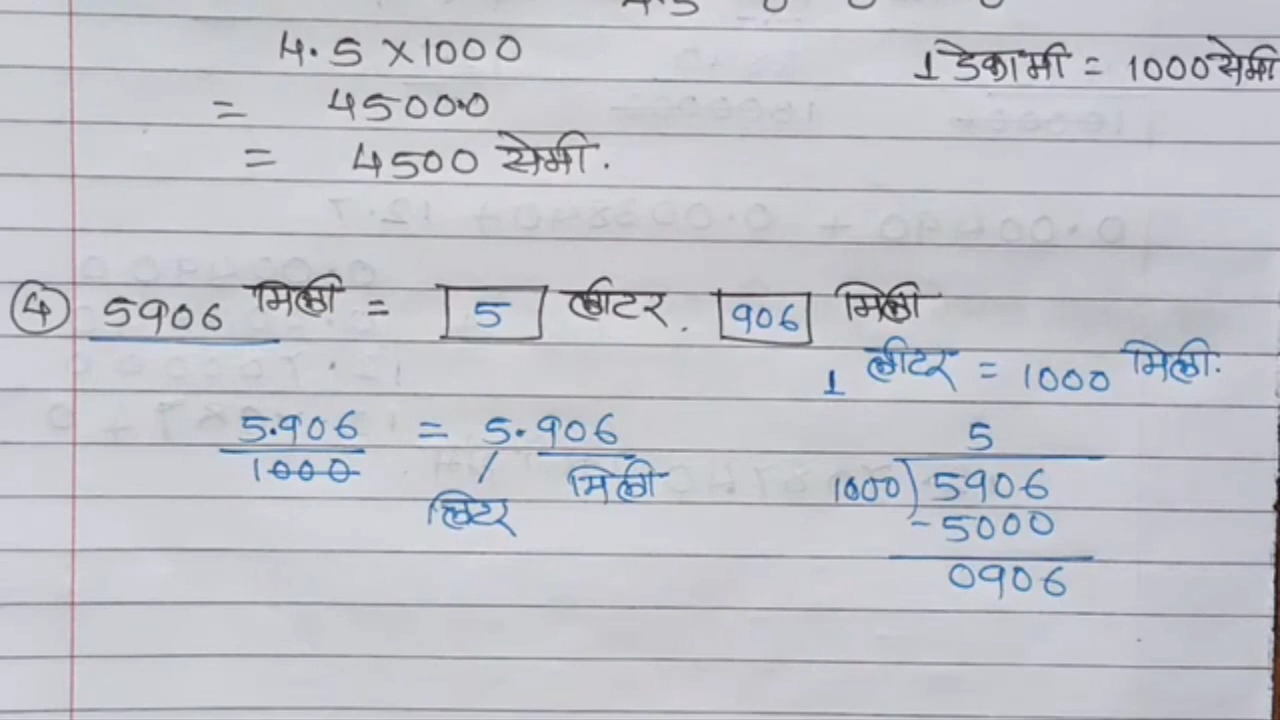 4.5 × 1000
1 डेकामी = 1000 सेमी
= 4500.0
= 4500 सेमी.
④ 5906 मिली = 5 लीटर. 906 मिली
1 लीटर = 1000 मिली.
5.906 = 5.906
1000
लिटर मिली
5
1000) 5906
- 5000
0906